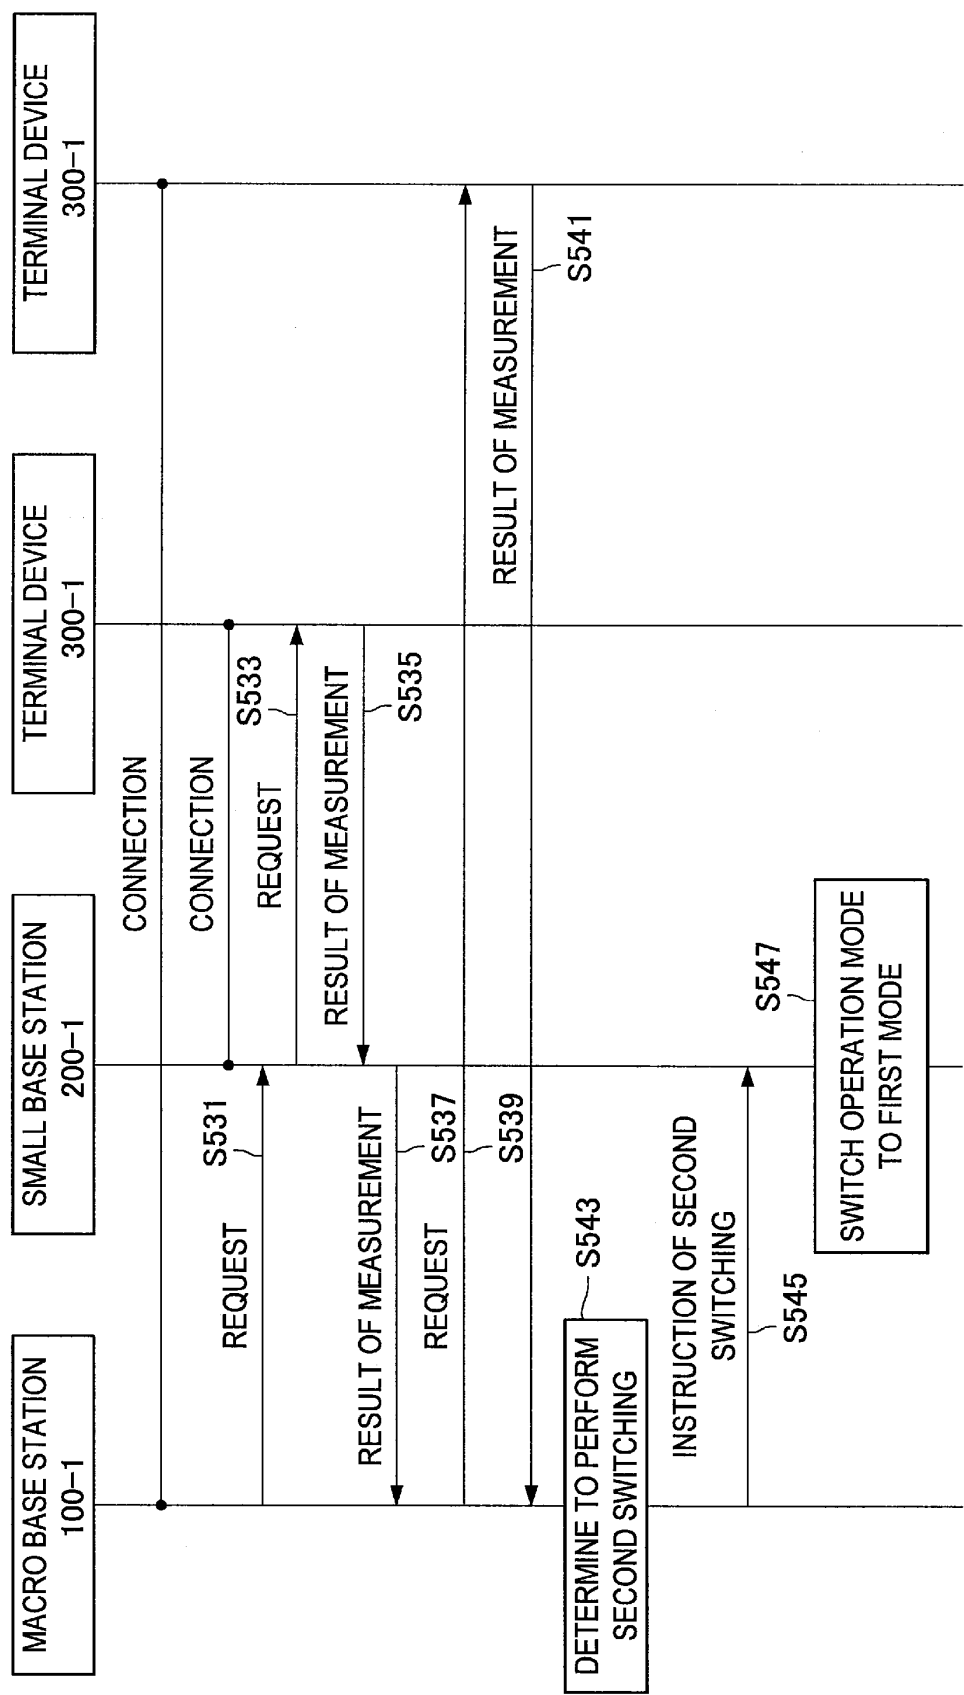 MACRO BASE STATION
100-1
SMALL BASE STATION
200-1
TERMINAL DEVICE
300-1
TERMINAL DEVICE
300-1
CONNECTION
CONNECTION
REQUEST
S531
REQUEST
S533
RESULT OF MEASUREMENT
S535
RESULT OF MEASUREMENT
S537
REQUEST
S539
RESULT OF MEASUREMENT
S541
DETERMINE TO PERFORM
SECOND SWITCHING
S543
INSTRUCTION OF SECOND
SWITCHING
S545
S547
SWITCH OPERATION MODE
TO FIRST MODE